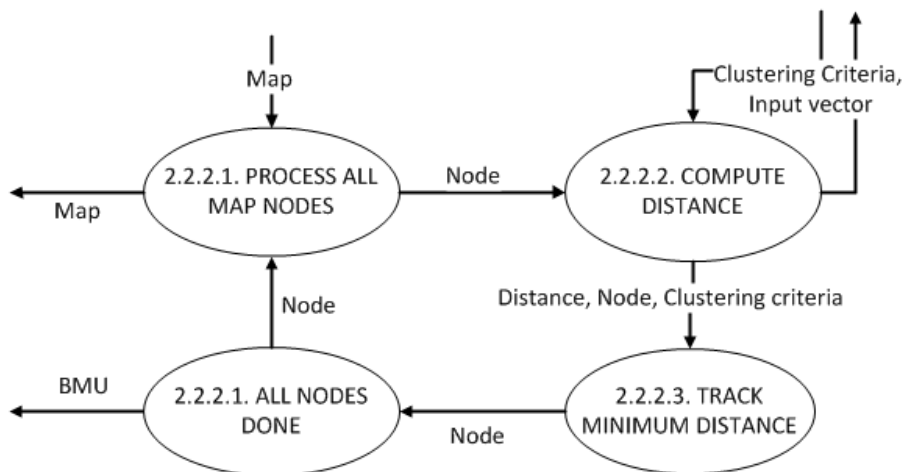 Map
Clustering Criteria,
Input vector
2.2.2.1. PROCESS ALL
MAP NODES
Node
2.2.2.2. COMPUTE
DISTANCE
Map
Node
Distance, Node, Clustering criteria
BMU
2.2.2.1. ALL NODES
DONE
Node
2.2.2.3. TRACK
MINIMUM DISTANCE